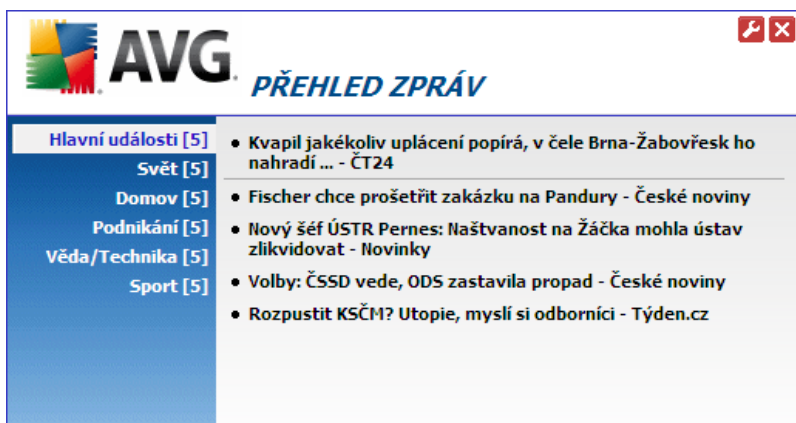 AVG.
PŘEHLED ZPRÁV
Hlavní události [5]
Svět [5]
Domov [5]
Podnikání [5]
Věda/Technika [5]
Sport [5]
Kvapil jakékoliv uplácení popírá, v čele Brna-Žabovřesk ho
nahradí ... - ČT24
Fischer chce prošetřit zakázku na Pandury - České noviny
Nový šéf ÚSTR Pernes: Naštvanost na Žáčka mohla ústav
zlikvidovat - Novinky
Volby: ČSSD vede, ODS zastavila propad - České noviny
Rozpustit KSČM? Utopie, myslí si odborníci - Týden.cz